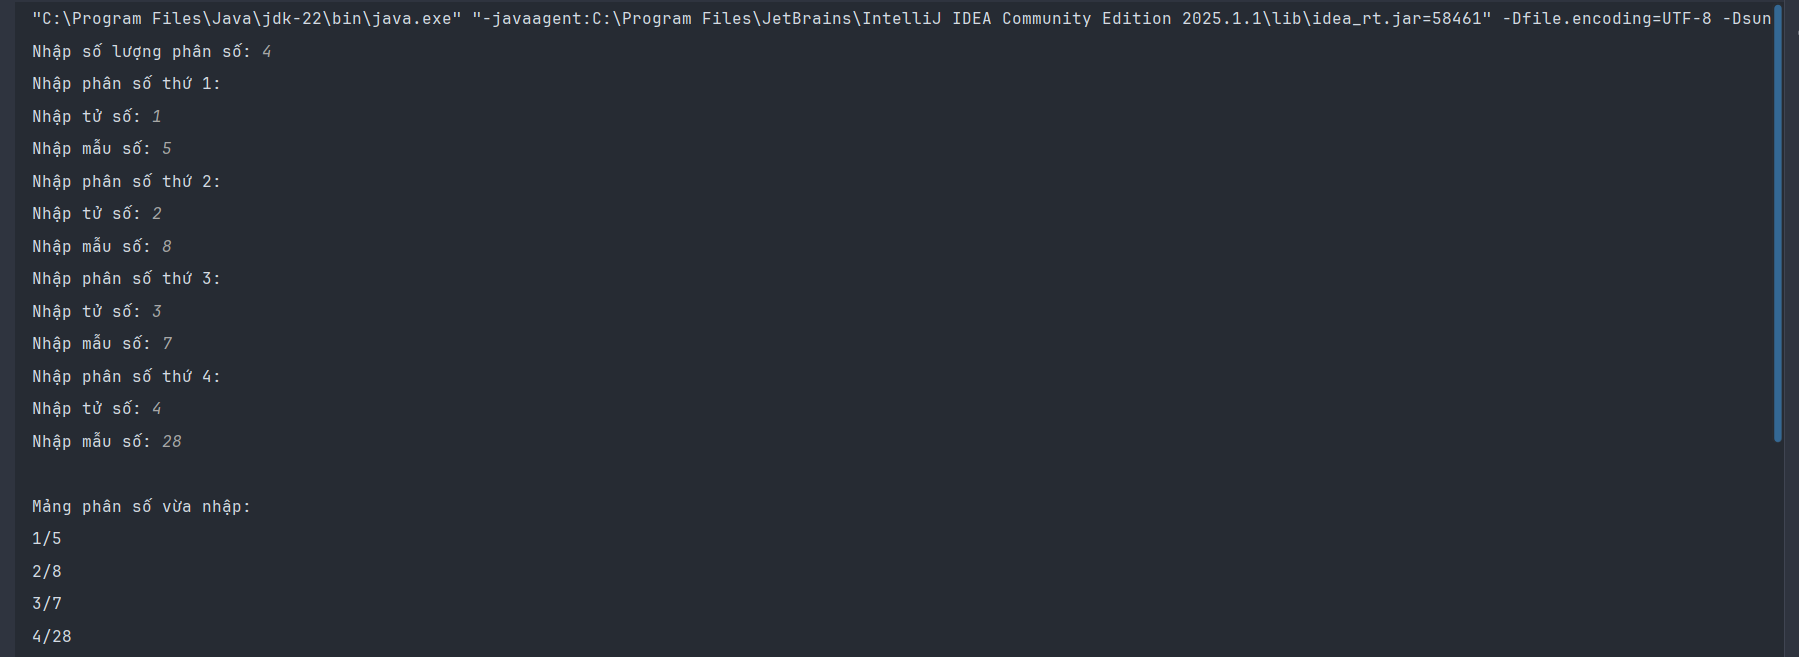 "C:\Program Files\Java\jdk-22\bin\java.exe" "-javaagent:C:\Program Files\JetBrains\IntelliJ IDEA Community Edition 2025.1.1\lib\idea_rt.jar=58461" -Dfile.encoding=UTF-8 -Dsun
Nhập số lượng phân số: 4
Nhập phân số thứ 1:
Nhập tử số: 1
Nhập mẫu số: 5
Nhập phân số thứ 2:
Nhập tử số: 2
Nhập mẫu số: 8
Nhập phân số thứ 3:
Nhập tử số: 3
Nhập mẫu số: 7
Nhập phân số thứ 4:
Nhập tử số: 4
Nhập mẫu số: 28
Mảng phân số vừa nhập:
1/5
2/8
3/7
4/28